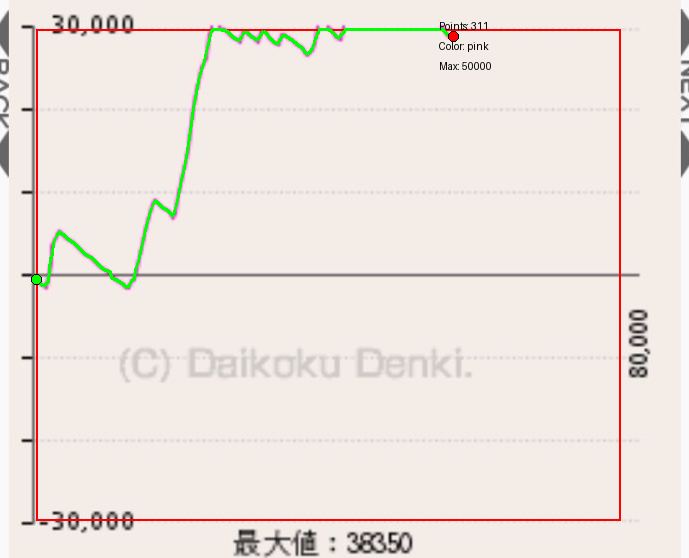 30,000
Points: 311
Color: pink
Max: 50000
BACK
NEXT
80,000
(C) Daikoku Denki.
-30,000
最大値：38350